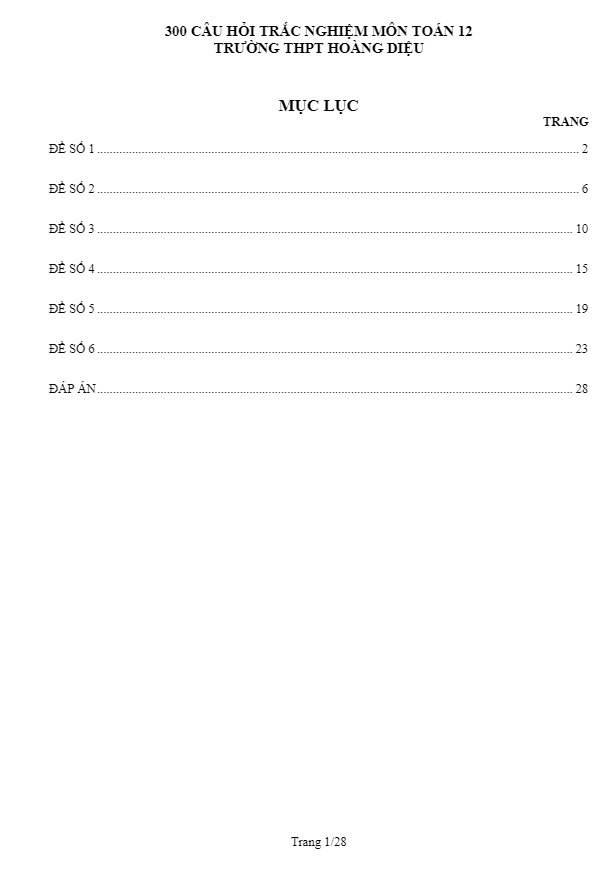 300 CÂU HỎI TRẮC NGHIỆM MÔN TOÁN 12
TRƯỜNG THPT HOÀNG DIỆU
MỤC LỤC
TRANG
ĐỀ SỐ 1 ........................................ 2
ĐỀ SỐ 2 ........................................ 6
ĐỀ SỐ 3 ........................................ 10
ĐỀ SỐ 4 ........................................ 15
ĐỀ SỐ 5 ........................................ 19
ĐỀ SỐ 6 ........................................ 23
ĐÁP ÁN ........................................ 28
Trang 1/28